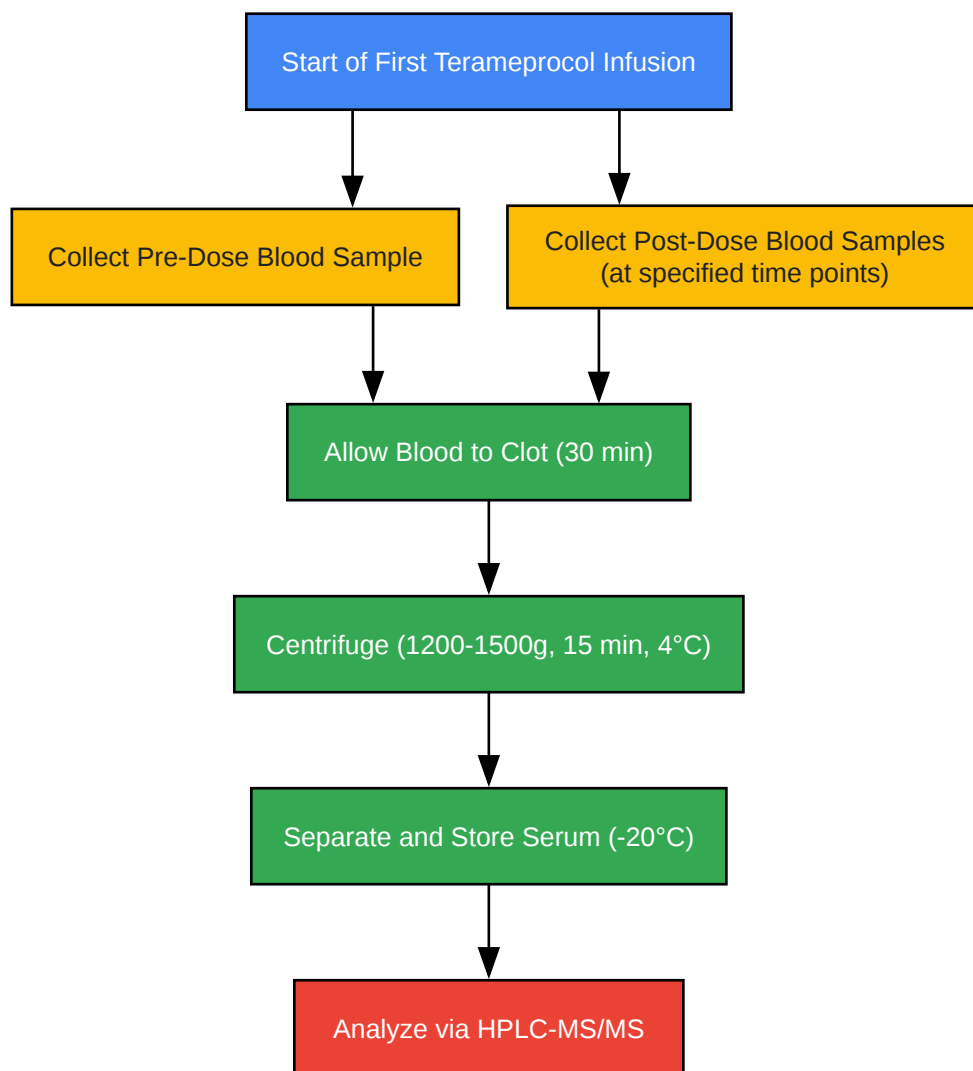 Start of First Terameprocol Infusion
Collect Pre-Dose Blood Sample
Collect Post-Dose Blood Samples
(at specified time points)
Allow Blood to Clot (30 min)
Centrifuge (1200-1500g, 15 min, 4°C)
Separate and Store Serum (-20°C)
Analyze via HPLC-MS/MS